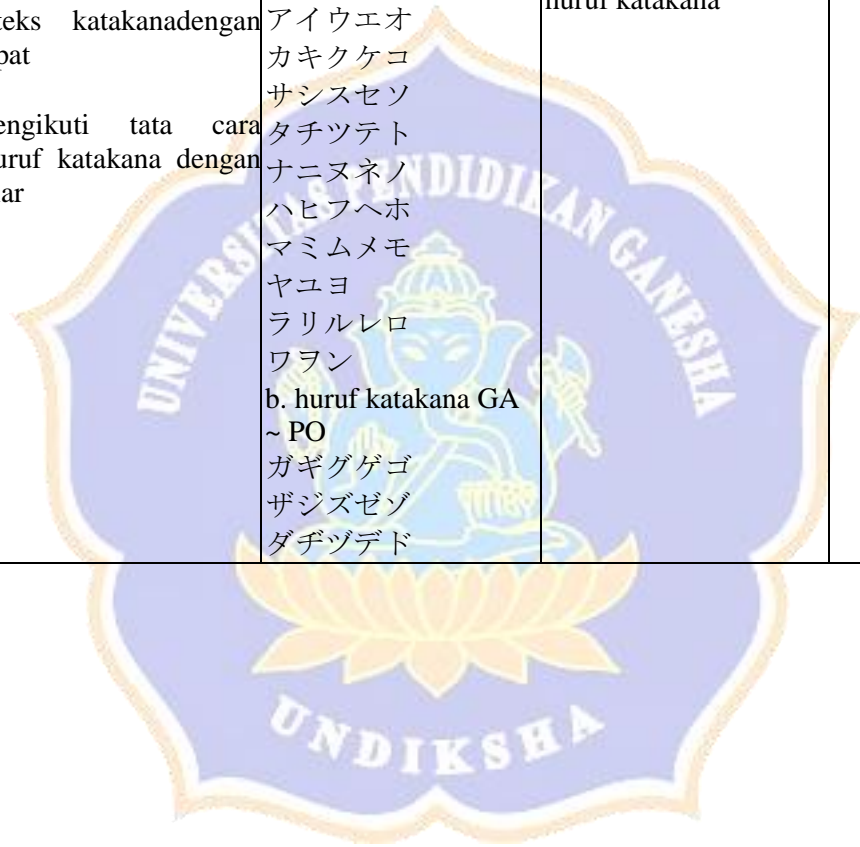 teks katakanadengan
pat
engikuti tata cara
uruf katakana dengan
ar
アイウエオ
カキクケコ
サシスセソ
タチツテト
ナニヌネノ
ハヒフヘホ
マミムメモ
ヤユヨ
ラリルレロ
ワヲン
b. huruf katakana GA
~ PO
ガギグゲゴ
ザジズゼゾ
ダヂヅデド
huruf katakana
UNIVERSITAS PENDIDIKAN GANESHA
UNDIKSHA